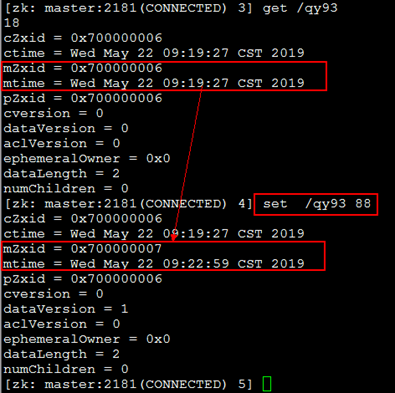 [zk: master:2181(CONNECTED) 3] get /qy93
18
cZxid = 0x700000006
ctime = Wed May 22 09:19:27 CST 2019
mZxid = 0x700000006
mtime = Wed May 22 09:19:27 CST 2019
pZxid = 0x700000006
cversion = 0
dataVersion = 0
aclVersion = 0
ephemeralOwner = 0x0
dataLength = 2
numChildren = 0
[zk: master:2181(CONNECTED) 4] set  /qy93 88
cZxid = 0x700000006
ctime = Wed May 22 09:19:27 CST 2019
mZxid = 0x700000007
mtime = Wed May 22 09:22:59 CST 2019
pZxid = 0x700000006
cversion = 0
dataVersion = 1
aclVersion = 0
ephemeralOwner = 0x0
dataLength = 2
numChildren = 0
[zk: master:2181(CONNECTED) 5]